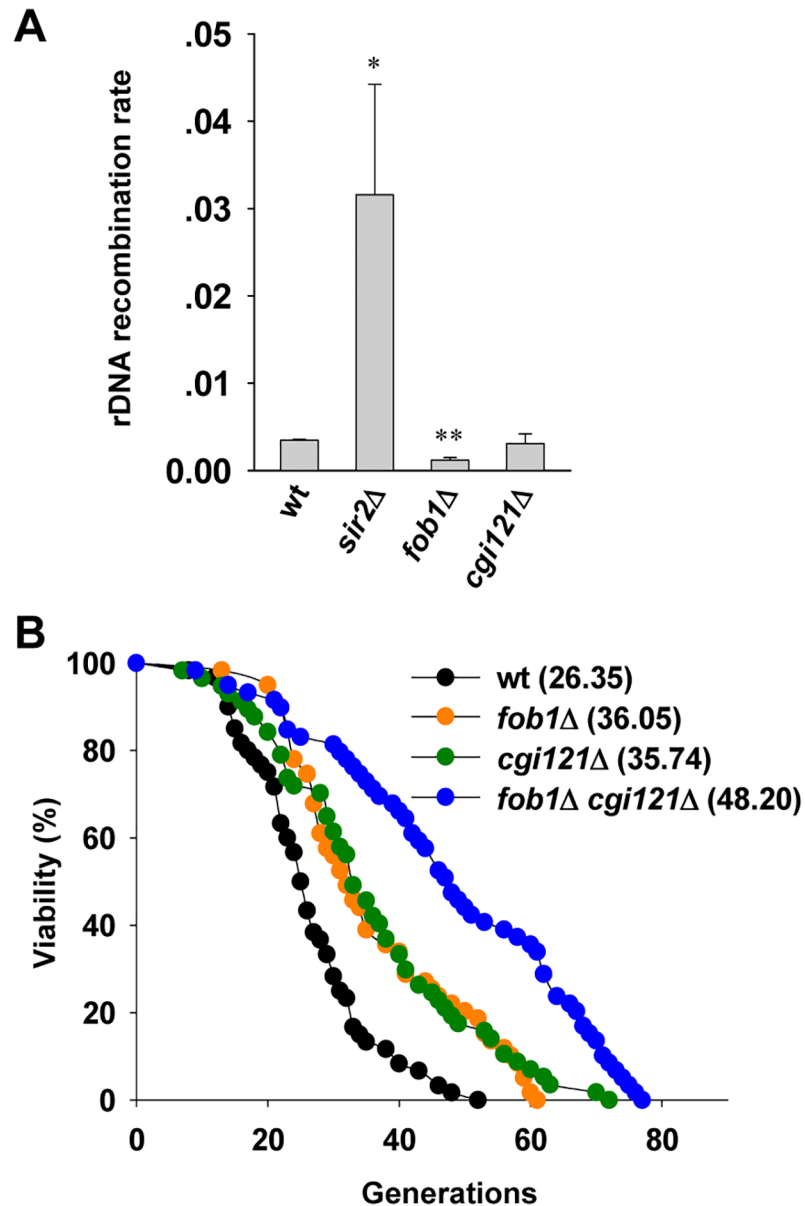 A
rDNA recombination rate
.05
.04
.03
.02
.01
0.00
*
**
wt
sir2Δ
fob1Δ
cgi121Δ
B
Viability (%)
100
80
60
40
20
0
wt (26.35)
fob1Δ (36.05)
cgi121Δ (35.74)
fob1Δ cgi121Δ (48.20)
0 20 40 60 80
Generations